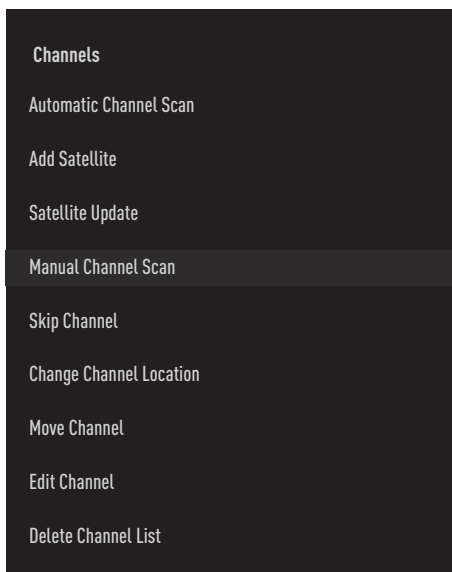 Channels
Automatic Channel Scan
Add Satellite
Satellite Update
Manual Channel Scan
Skip Channel
Change Channel Location
Move Channel
Edit Channel
Delete Channel List